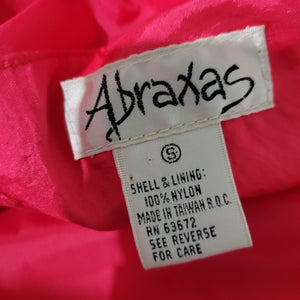 Abraxas
S
SHELL & LINING:
100% NYLON
MADE IN TAIWAN R.O.C.
RN 63672
SEE REVERSE
FOR CARE